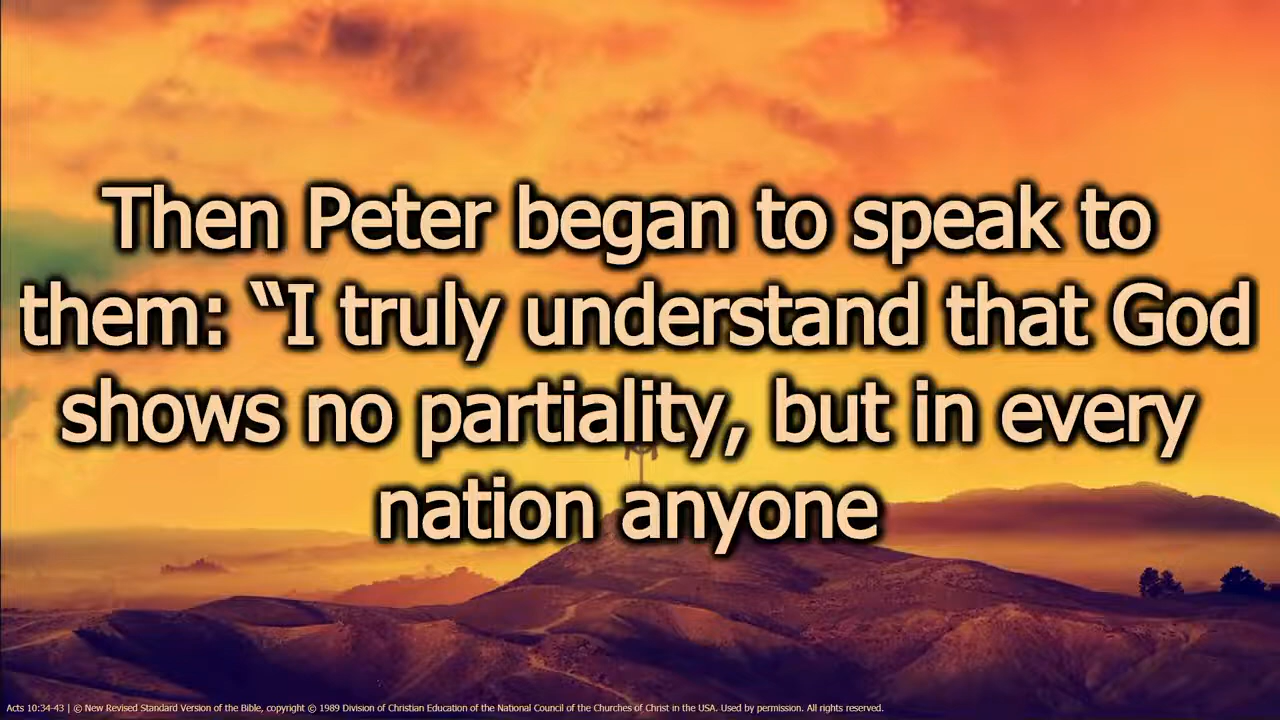 Then Peter began to speak to
them: “I truly understand that God
shows no partiality, but in every
nation anyone
Acts 10:34-43 | © New Revised Standard Version of the Bible, copyright © 1989 Division of Christian Education of the National Council of the Churches of Christ in the USA. Used by permission. All rights reserved.